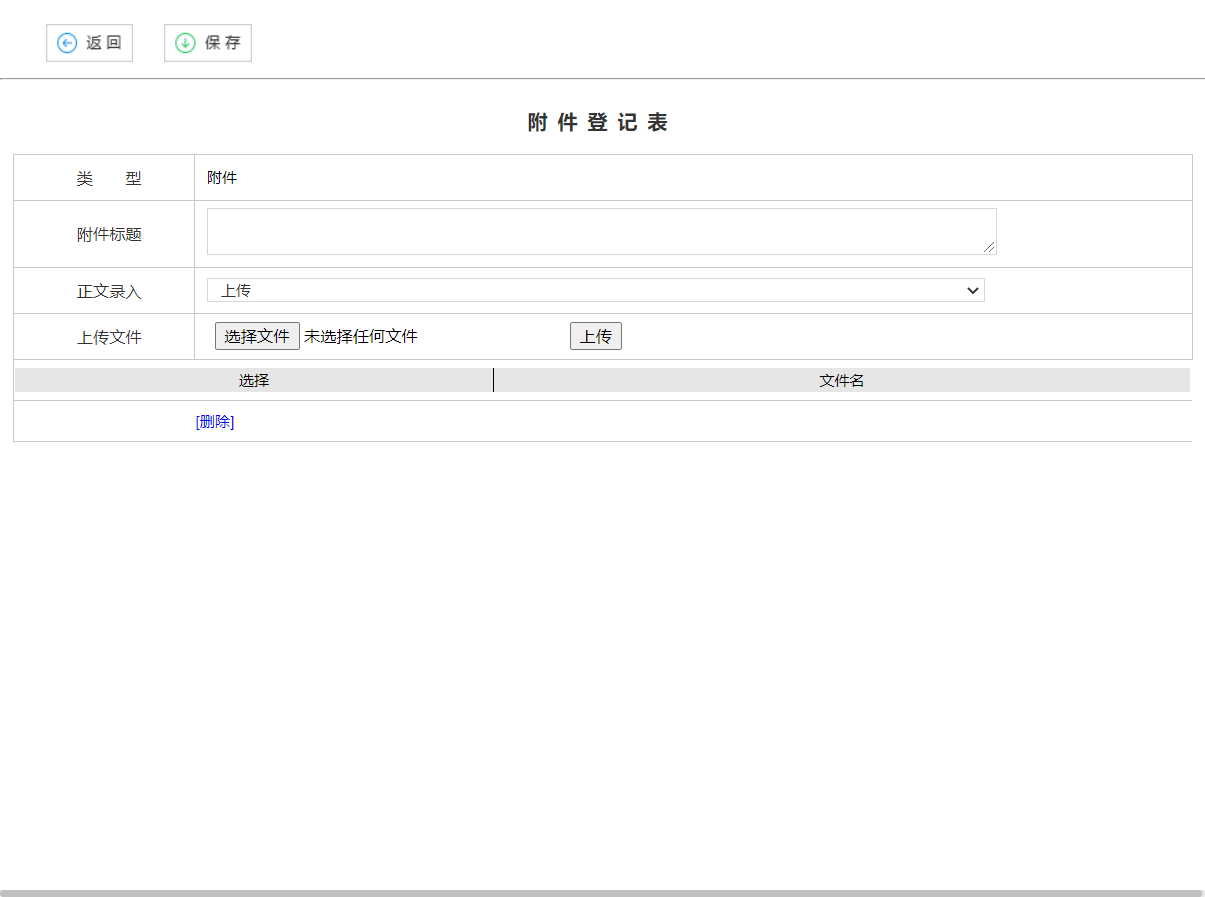 返 回 保 存
附 件 登 记 表
类 型 附件
附件标题
正文录入 上传
上传文件 选择文件 未选择任何文件 上传
选择 文件名
[删除]